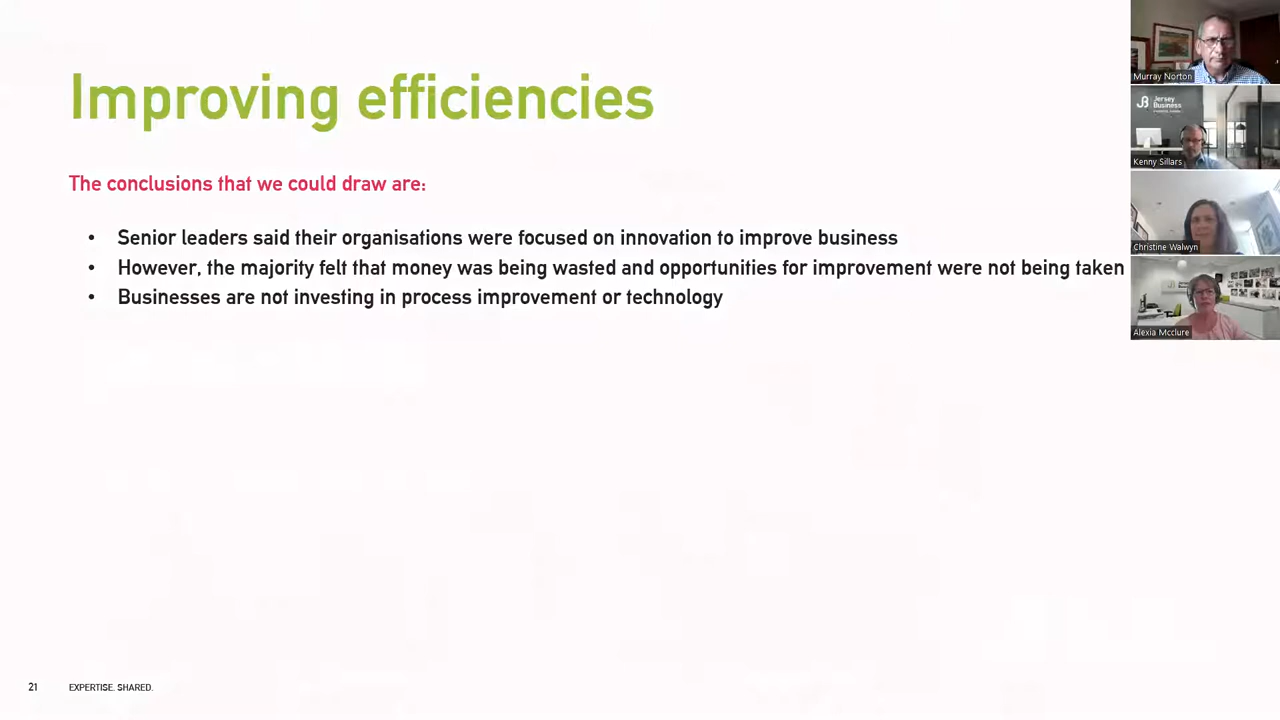 Improving efficiencies
The conclusions that we could draw are:
• Senior leaders said their organisations were focused on innovation to improve business
• However, the majority felt that money was being wasted and opportunities for improvement were not being taken
• Businesses are not investing in process improvement or technology
21 EXPERTISE. SHARED.
Murray Norton
JB Jersey
Business
Kenny Sillars
Christine Walwyn
Alexia Mcclure